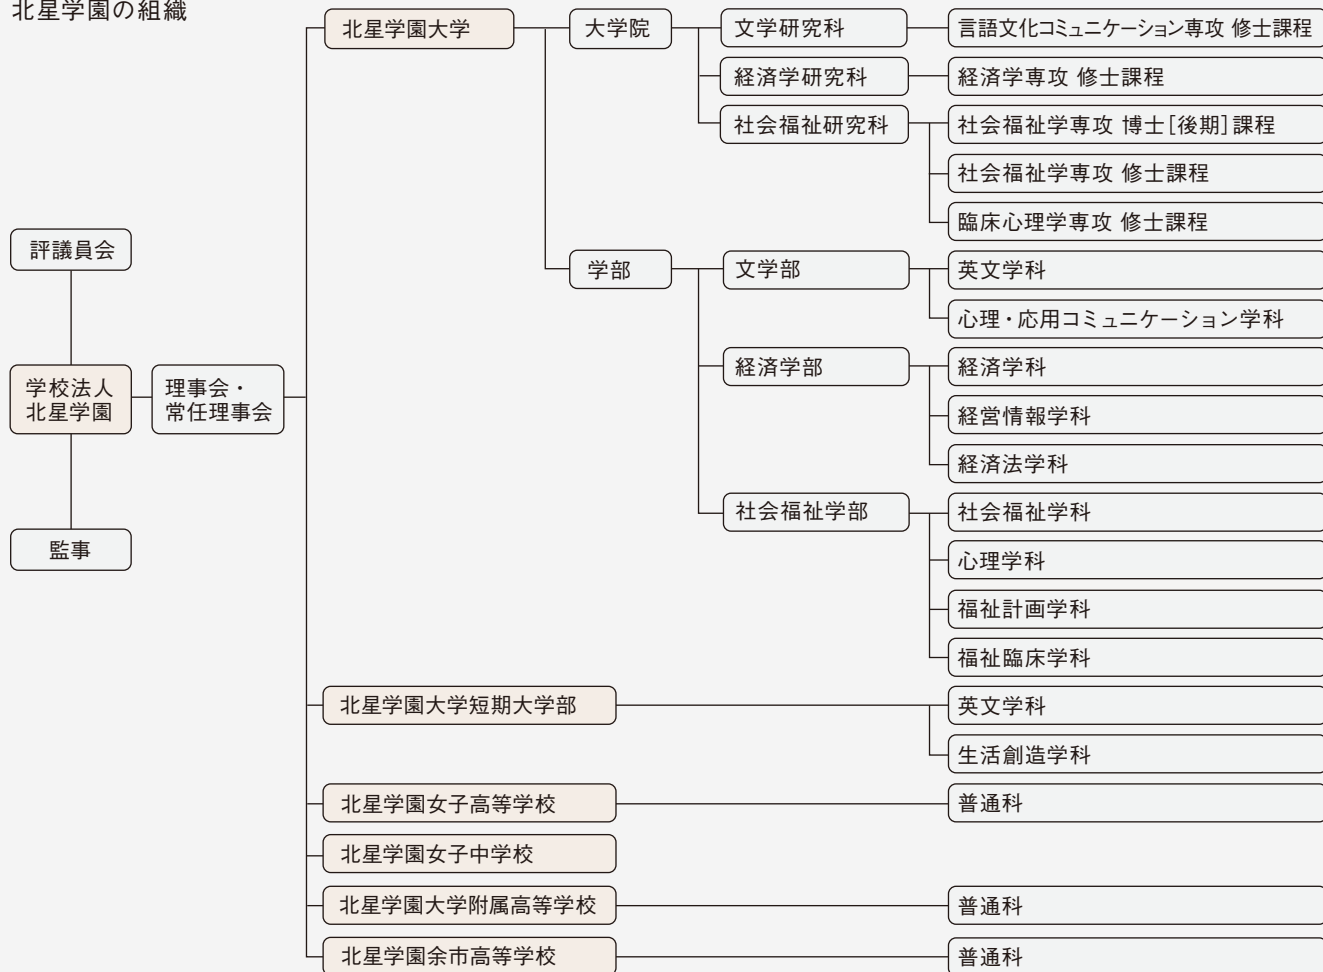 北星学園の組織
北星学園大学
大学院
文学研究科
言語文化コミュニケーション専攻 修士課程
経済学研究科
経済学専攻 修士課程
社会福祉研究科
社会福祉学専攻 博士[後期]課程
社会福祉学専攻 修士課程
臨床心理学専攻 修士課程
評議員会
学部
文学部
英文学科
心理・応用コミュニケーション学科
学校法人
北星学園
理事会・
常任理事会
経済学部
経済学科
経営情報学科
経済法学科
社会福祉学部
社会福祉学科
監事
心理学科
福祉計画学科
福祉臨床学科
北星学園大学短期大学部
英文学科
生活創造学科
北星学園女子高等学校
普通科
北星学園女子中学校
北星学園大学附属高等学校
普通科
北星学園余市高等学校
普通科